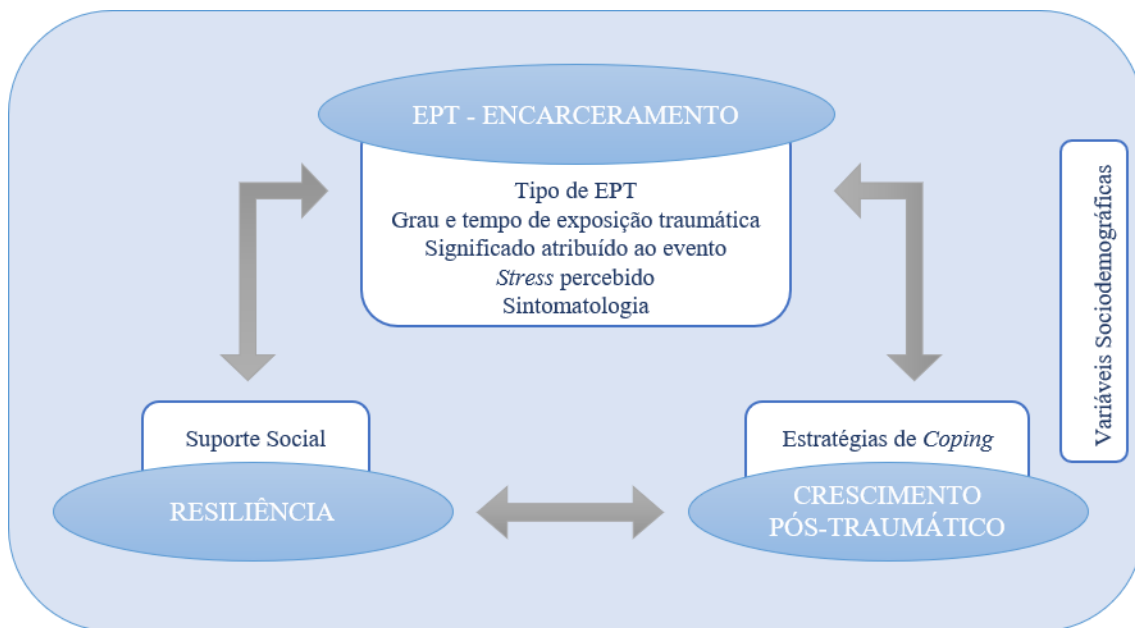 EPT - ENCARCERAMENTO
Tipo de EPT
Grau e tempo de exposição traumática
Significado atribuído ao evento
Stress percebido
Sintomatologia
Variáveis Sociodemográficas
Suporte Social
RESILIÊNCIA
Estratégias de Coping
CRESCIMENTO
PÓS-TRAUMÁTICO